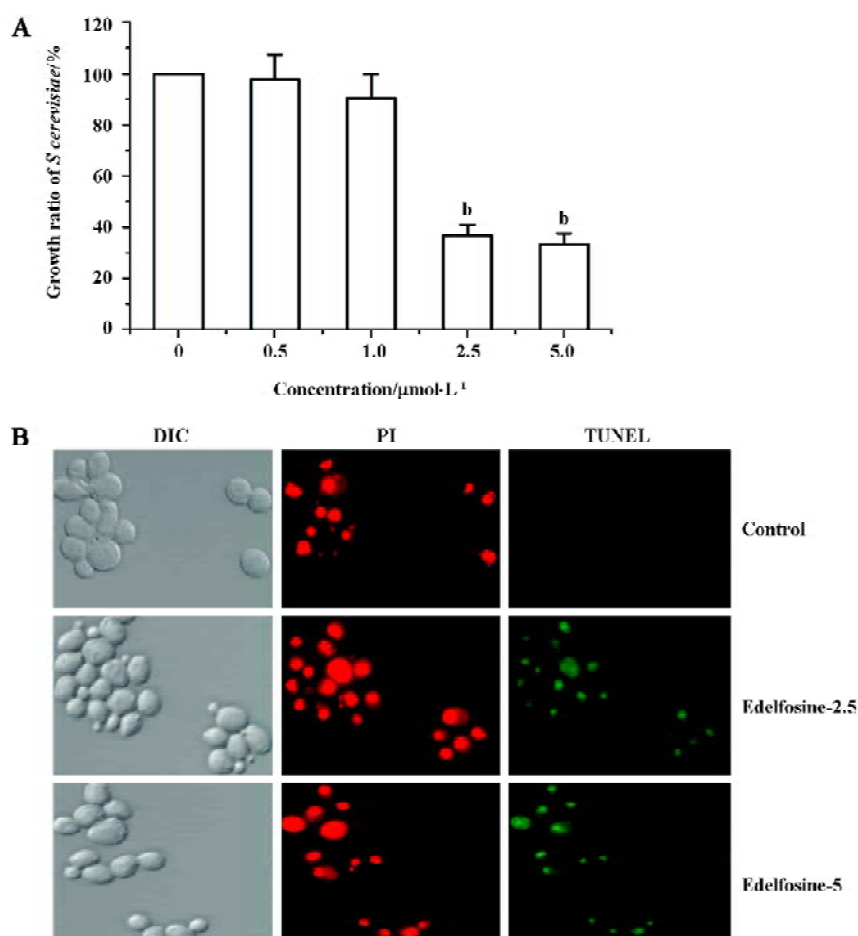 A
Growth ratio of S cerevisiae/%
120
100
80
60
40
20
0
b
b
0 0.5 1.0 2.5 5.0
Concentration/μmol·L⁻¹
B
DIC PI TUNEL
Control
Edelfosine-2.5
Edelfosine-5